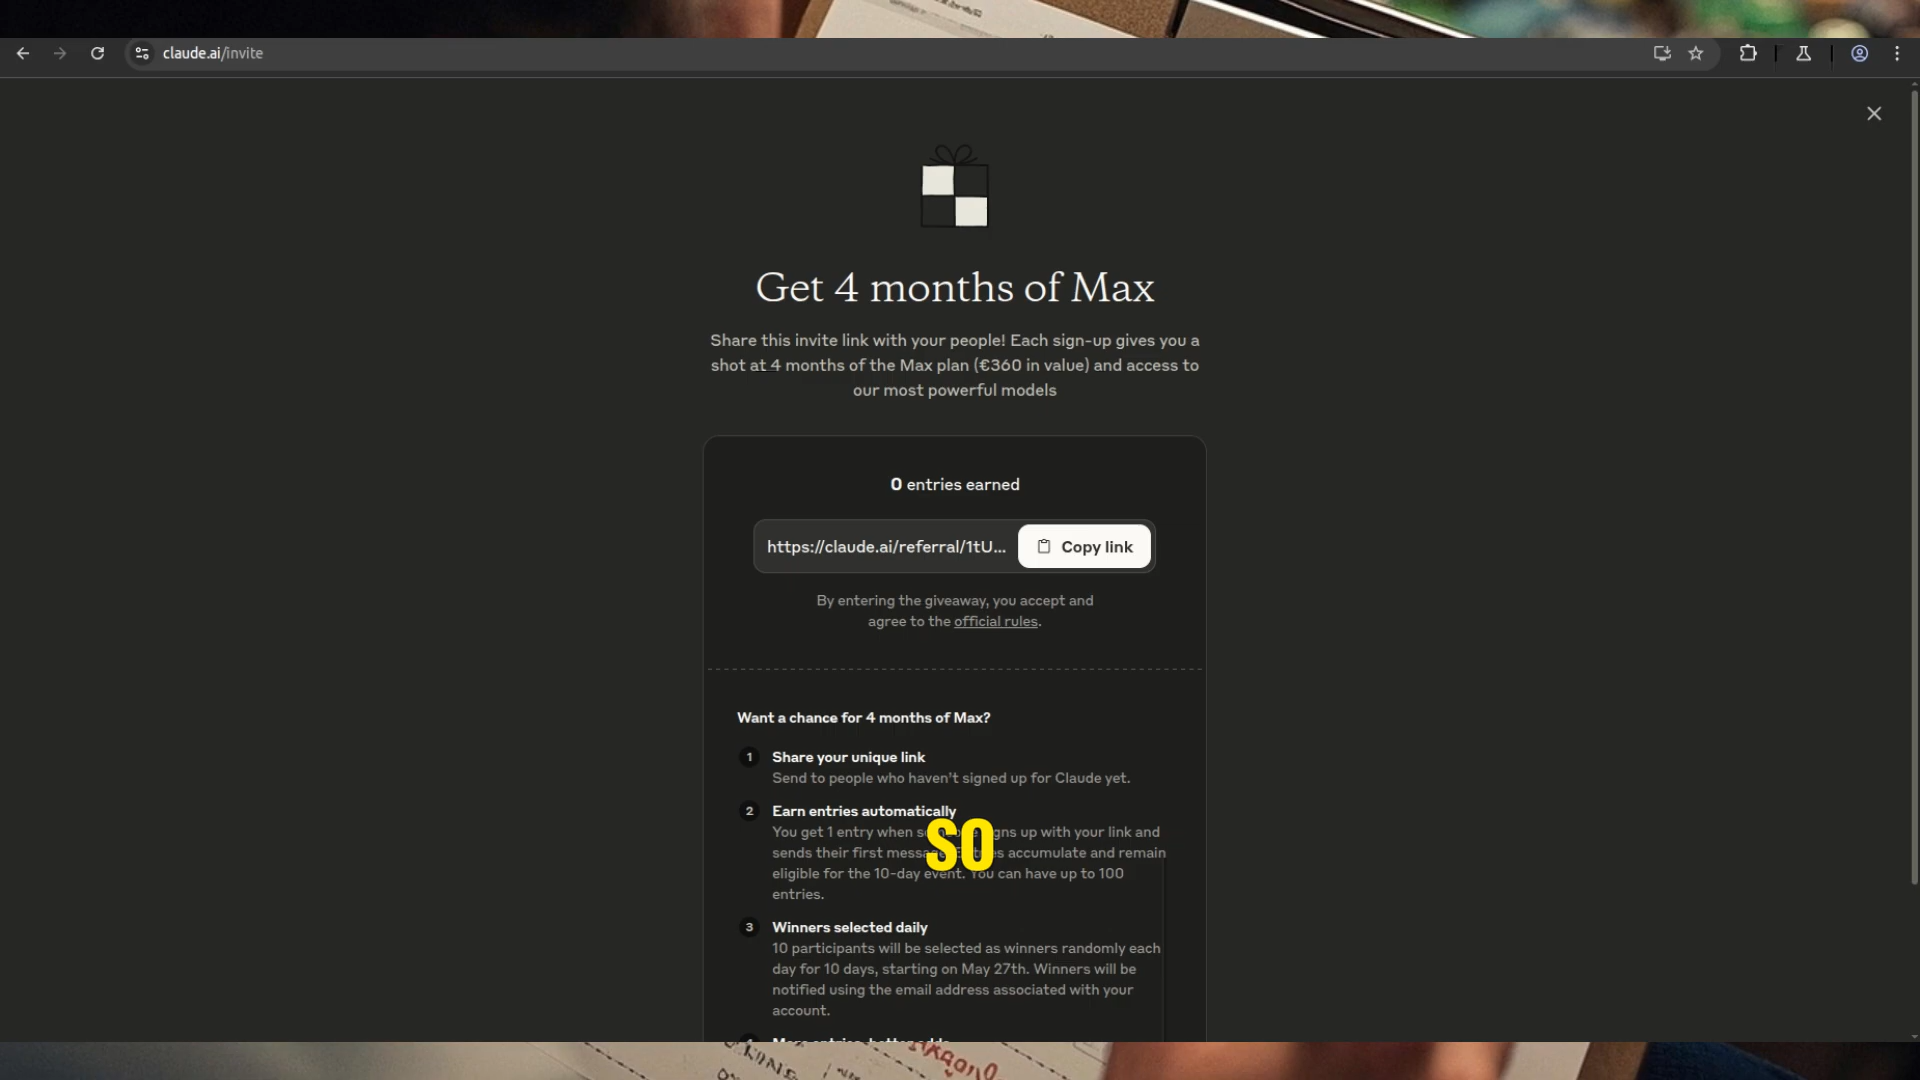 claude.ai/invite
Get 4 months of Max
Share this invite link with your people! Each sign-up gives you a
shot at 4 months of the Max plan (€360 in value) and access to
our most powerful models
0 entries earned
https://claude.ai/referral/1tU...
Copy link
By entering the giveaway, you accept and
agree to the official rules.
Want a chance for 4 months of Max?
1 Share your unique link
Send to people who haven't signed up for Claude yet.
2 Earn entries automatically
You get 1 entry when signs up with your link and
sends their first message. Entries accumulate and remain
eligible for the 10-day event. You can have up to 100
entries.
SO
3 Winners selected daily
10 participants will be selected as winners randomly each
day for 10 days, starting on May 27th. Winners will be
notified using the email address associated with your
account.